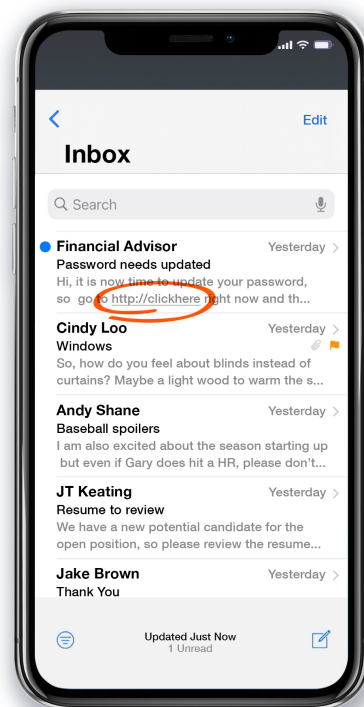 Edit
Inbox
Search
Financial Advisor Yesterday
Password needs updated
Hi, it is now time to update your password,
so go to http://clickhere right now and th...
Cindy Loo Yesterday
Windows
So, how do you feel about blinds instead of
curtains? Maybe a light wood to warm the s...
Andy Shane Yesterday
Baseball spoilers
I am also excited about the season starting up
but even if Gary does hit a HR, please don't...
JT Keating Yesterday
Resume to review
We have a new potential candidate for the
open position, so please review the resume...
Jake Brown Yesterday
Thank You
Updated Just Now
1 Unread